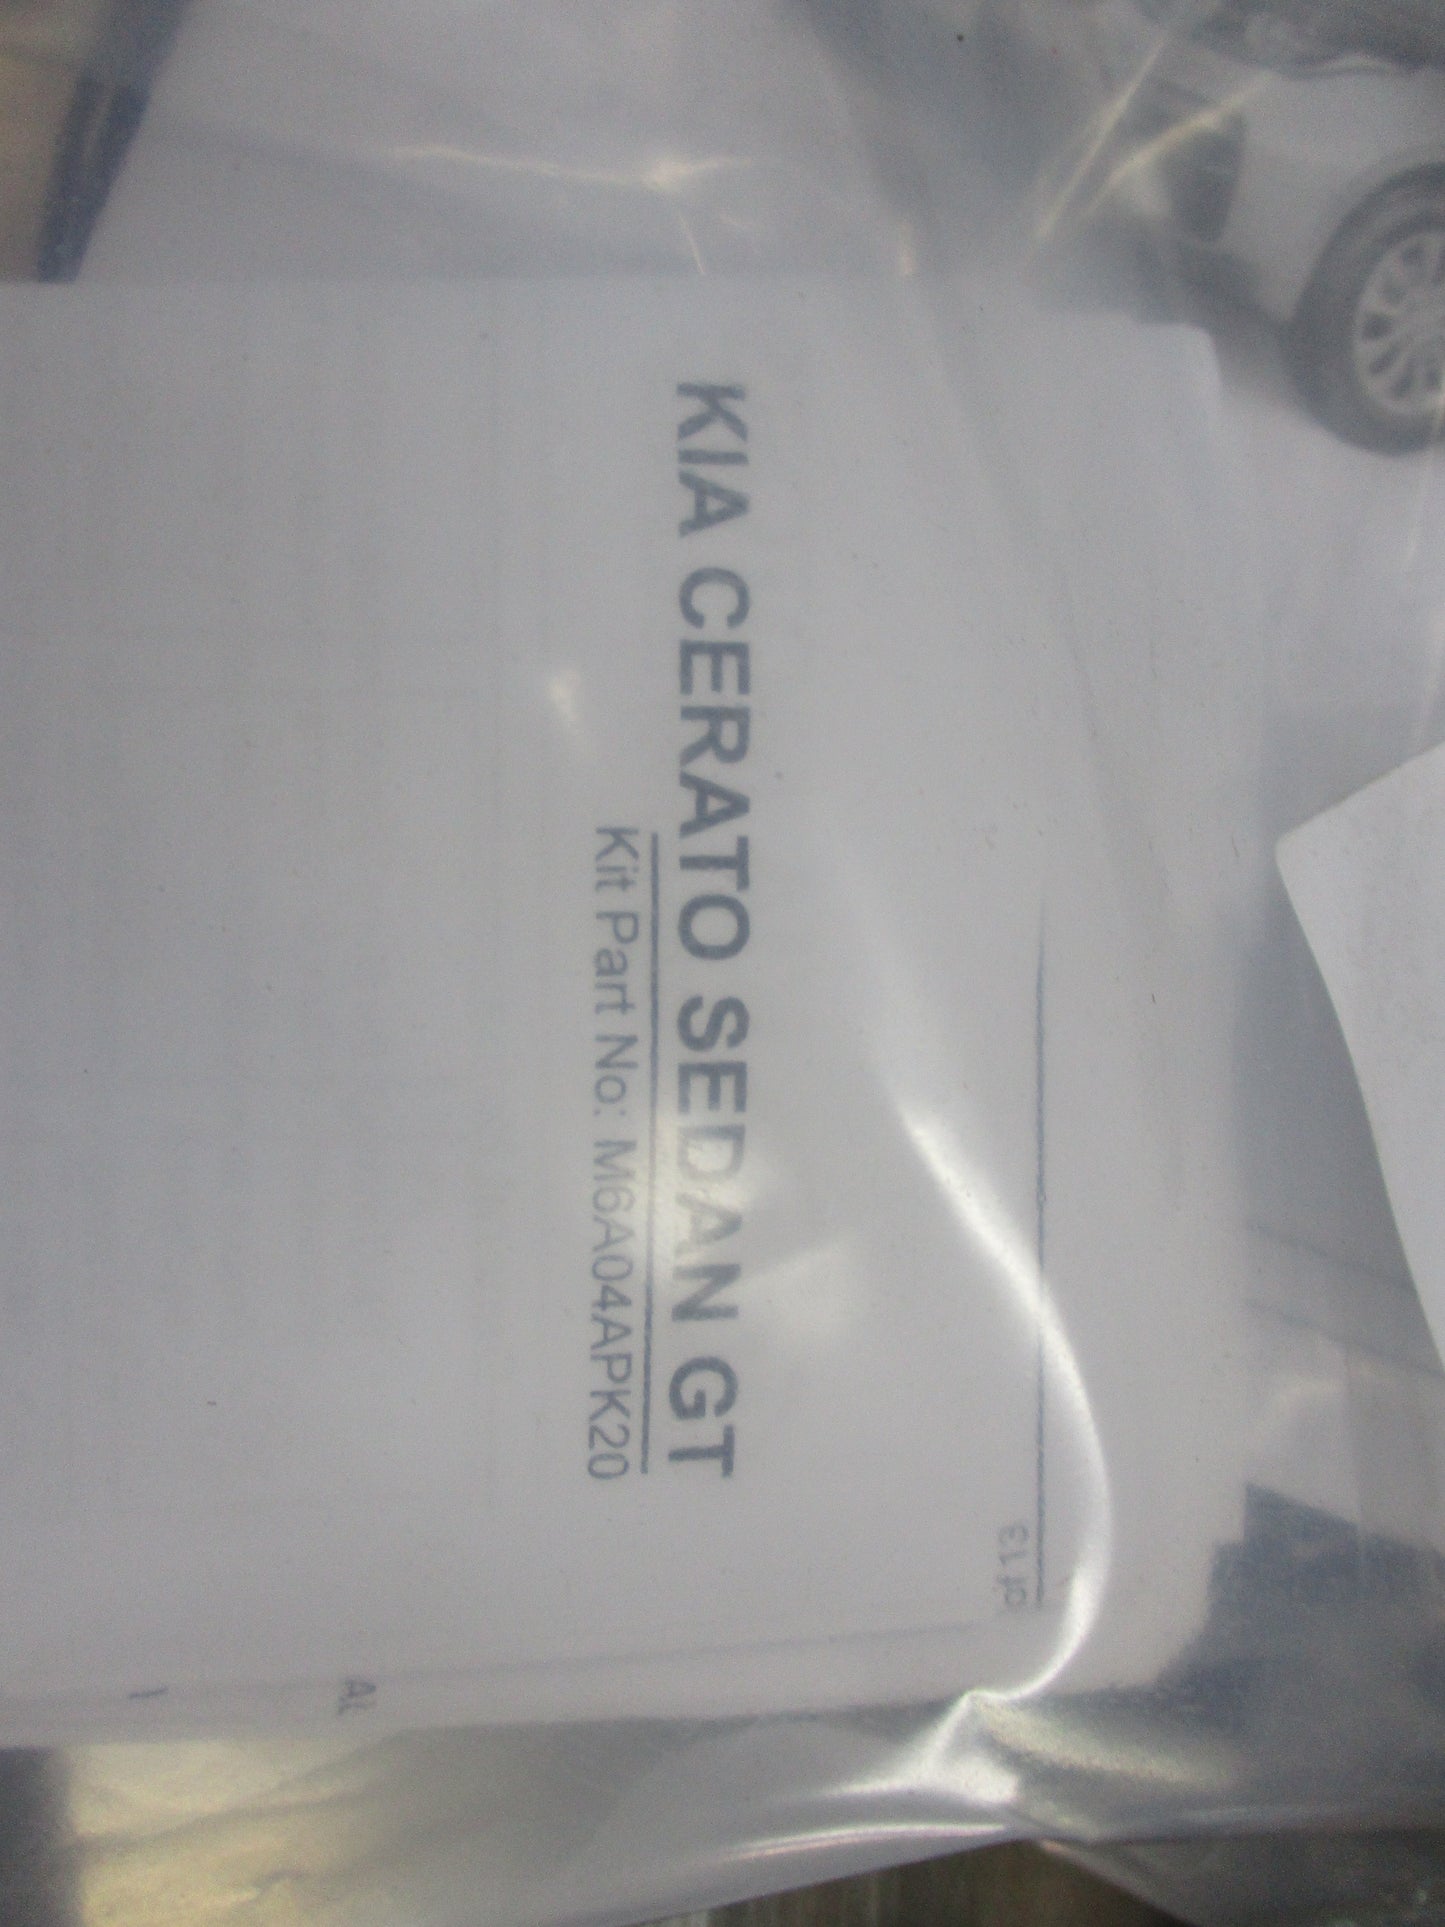 KIA CERATO SEDAN GT
Kit Part No: M6A04APK20